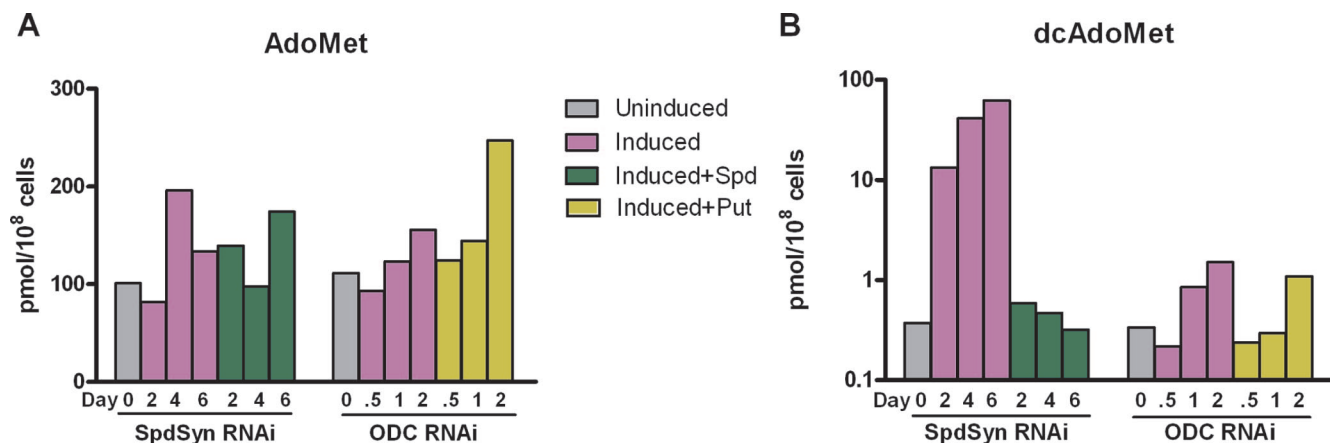 A
AdoMet
300
200
100
0
pmol/10⁸ cells
Day 0 2 4 6 2 4 6 0 .5 1 2 .5 1 2
SpdSyn RNAi ODC RNAi
Uninduced
Induced
Induced+Spd
Induced+Put
B
dcAdoMet
100
10
1
0.1
pmol/10⁸ cells
Day 0 2 4 6 2 4 6 0 .5 1 2 .5 1 2
SpdSyn RNAi ODC RNAi